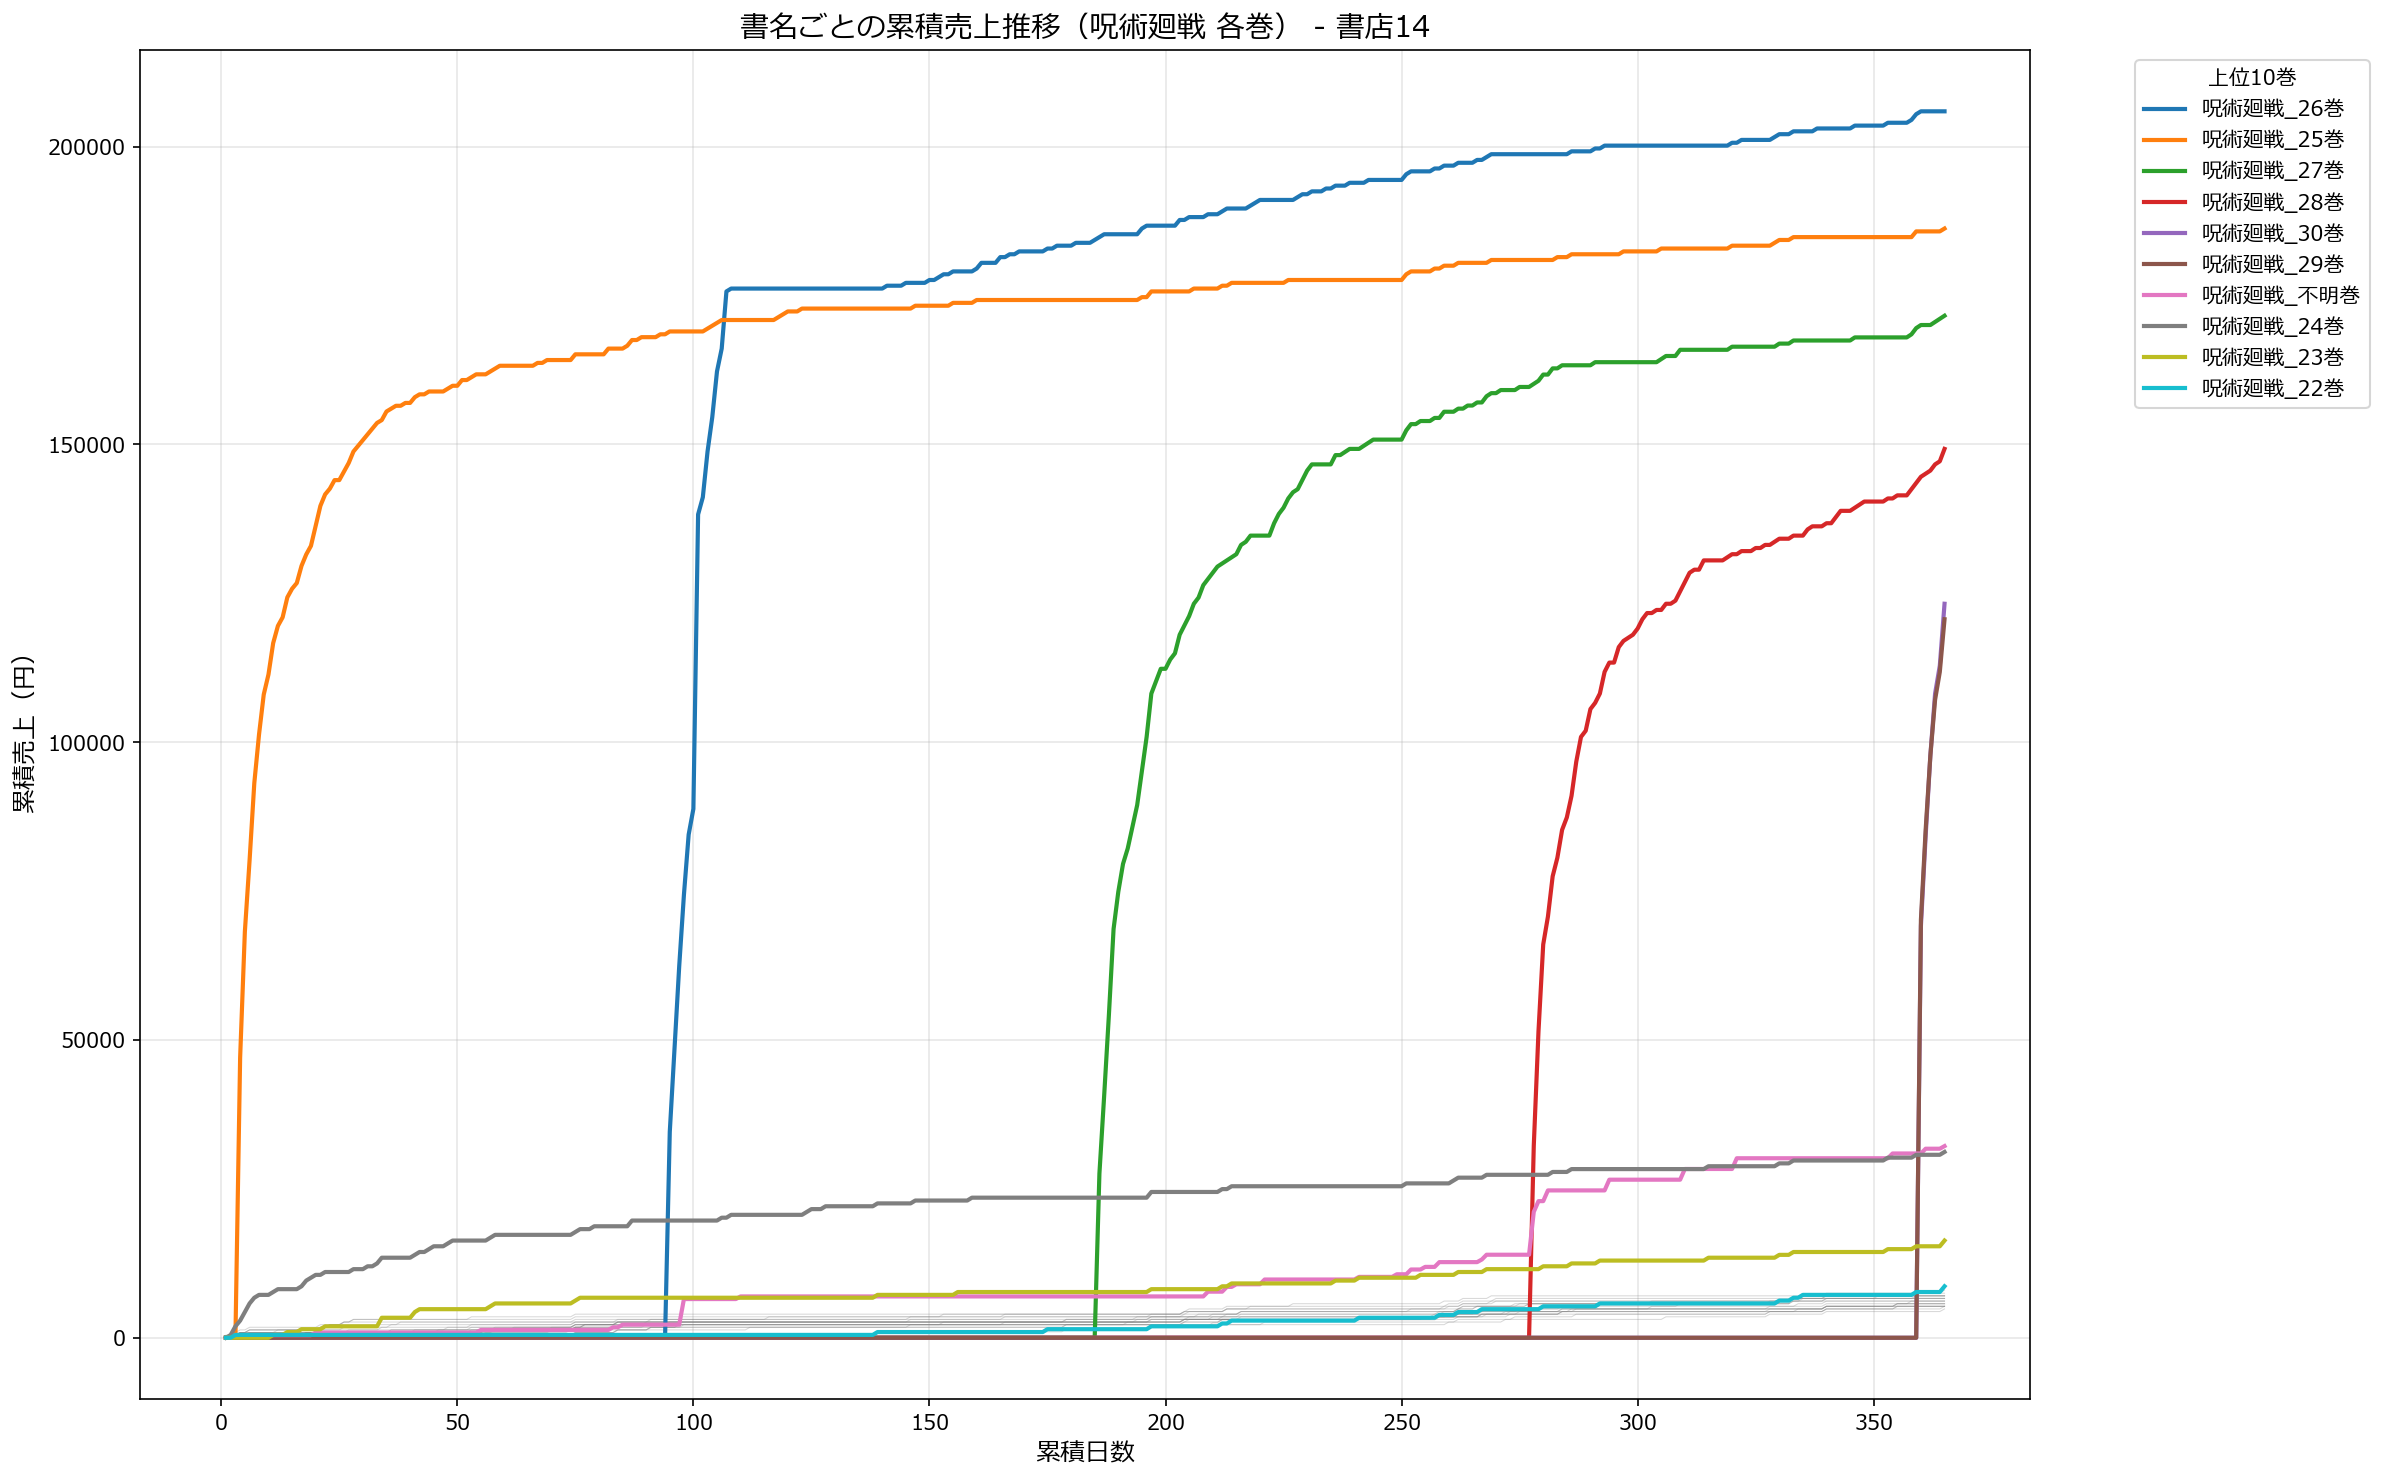 書名ごとの累積売上推移（呪術廻戦 各巻） - 書店14
上位10巻
呪術廻戦_26巻
呪術廻戦_25巻
呪術廻戦_27巻
呪術廻戦_28巻
呪術廻戦_30巻
呪術廻戦_29巻
呪術廻戦_不明巻
呪術廻戦_24巻
呪術廻戦_23巻
呪術廻戦_22巻
累積売上（円）
200000
150000
100000
50000
0
0 50 100 150 200 250 300 350
累積日数